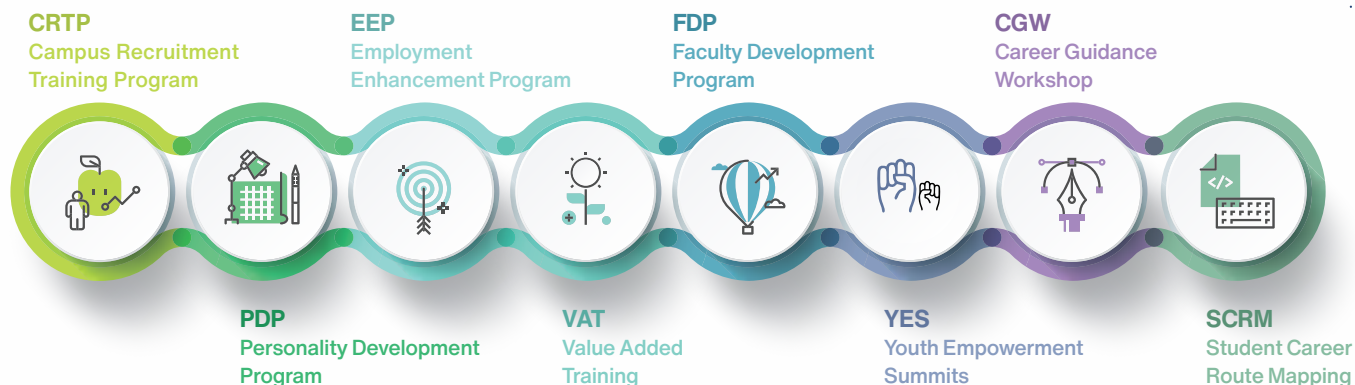 CRTP
Campus Recruitment
Training Program
EEP
Employment
Enhancement Program
FDP
Faculty Development
Program
CGW
Career Guidance
Workshop
</>
PDP
Personality Development
Program
VAT
Value Added
Training
YES
Youth Empowerment
Summits
SCRM
Student Career
Route Mapping